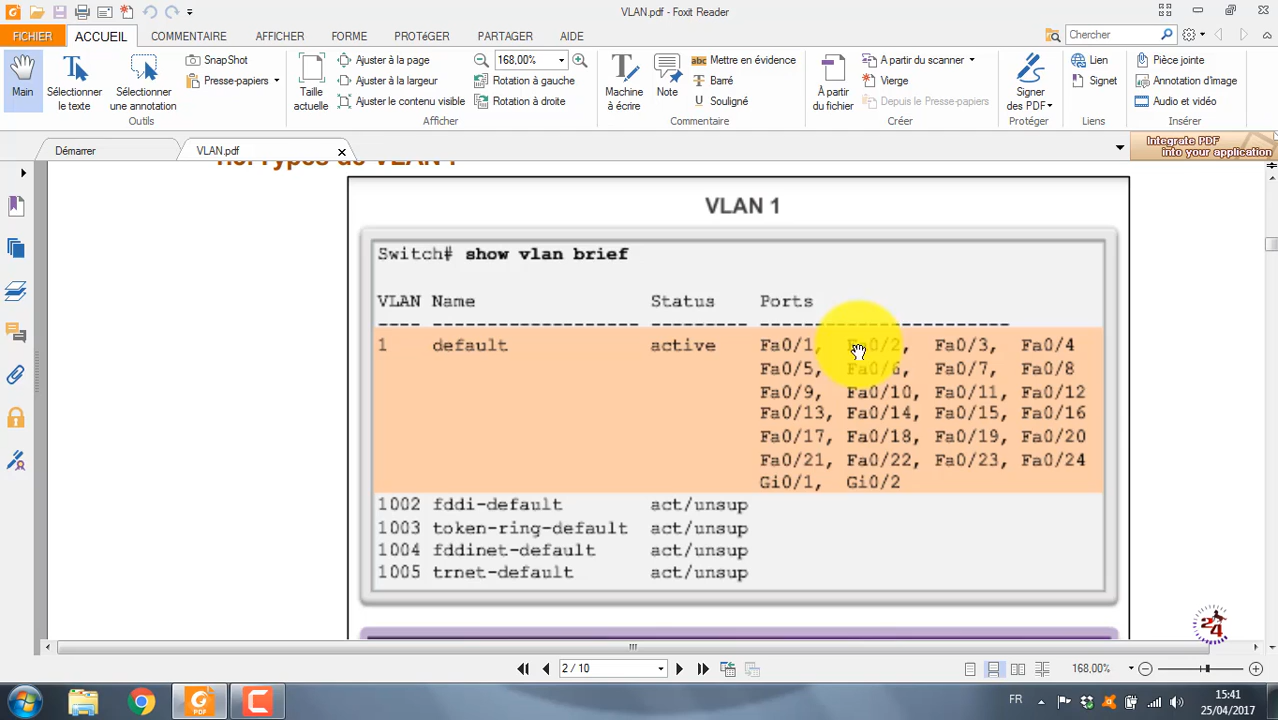 VLAN.pdf - Foxit Reader
FICHIER ACCUEIL COMMENTAIRE AFFICHER FORME PROTéGER PARTAGER AIDE Chercher
Main
Sélectionner le texte
Sélectionner une annotation
SnapShot
Presse-papiers
Outils
Taille actuelle
Ajuster à la page
Ajuster à la largeur
Ajuster le contenu visible
168,00%
Rotation à gauche
Rotation à droite
Afficher
Machine à écrire
Note
Mettre en évidence
Barré
Souligné
Commentaire
À partir du fichier
A partir du scanner
Vierge
Depuis le Presse-papiers
Créer
Signer des PDF
Protéger
Lien
Signet
Liens
Pièce jointe
Annotation d'image
Audio et vidéo
Insérer
Démarrer VLAN.pdf
Integrate PDF
into your application
VLAN 1
Switch# show vlan brief
VLAN Name Status Ports
---- ------------------- --------- -----------------------
1 default active Fa0/1, Fa0/2, Fa0/3, Fa0/4
Fa0/5, Fa0/6, Fa0/7, Fa0/8
Fa0/9, Fa0/10, Fa0/11, Fa0/12
Fa0/13, Fa0/14, Fa0/15, Fa0/16
Fa0/17, Fa0/18, Fa0/19, Fa0/20
Fa0/21, Fa0/22, Fa0/23, Fa0/24
Gi0/1, Gi0/2
1002 fddi-default act/unsup
1003 token-ring-default act/unsup
1004 fddinet-default act/unsup
1005 trnet-default act/unsup
24
2 / 10
168,00%
FR
15:41
25/04/2017